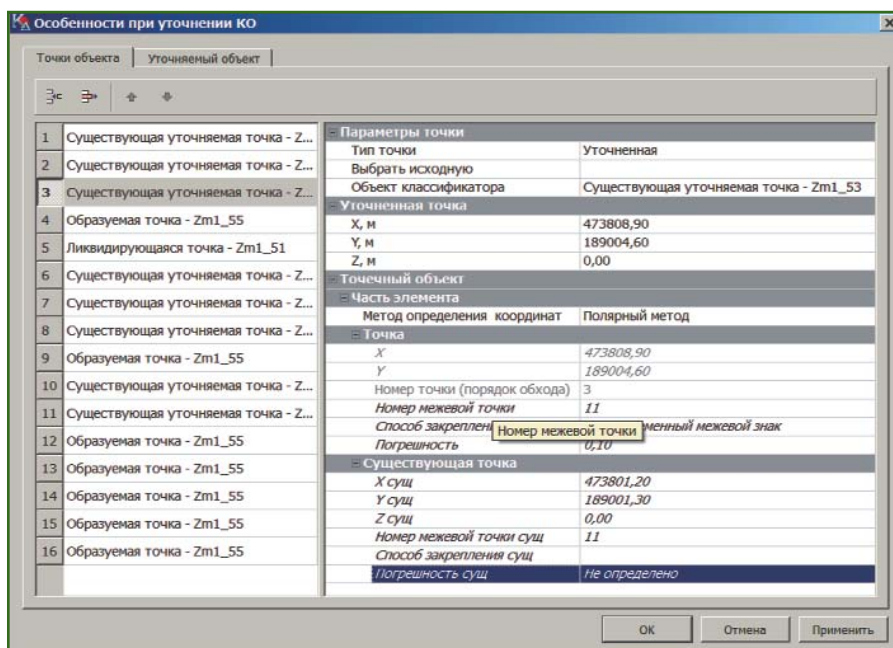 Особенности при уточнении КО
Точки объекта Уточняемый объект
1 Существующая уточняемая точка - Z...
2 Существующая уточняемая точка - Z...
3 Существующая уточняемая точка - Z...
4 Образуемая точка - Zm1_55
5 Ликвидирующаяся точка - Zm1_51
6 Существующая уточняемая точка - Z...
7 Существующая уточняемая точка - Z...
8 Существующая уточняемая точка - Z...
9 Образуемая точка - Zm1_55
10 Существующая уточняемая точка - Z...
11 Существующая уточняемая точка - Z...
12 Образуемая точка - Zm1_55
13 Образуемая точка - Zm1_55
14 Образуемая точка - Zm1_55
15 Образуемая точка - Zm1_55
16 Образуемая точка - Zm1_55
Параметры точки
Тип точки Уточненная
Выбрать исходную
Объект классификатора Существующая уточняемая точка - Zm1_53
Уточненная точка
X, м 473808,90
Y, м 189004,60
Z, м 0,00
Точечный объект
Часть элемента
Метод определения координат Полярный метод
Точка
X 473808,90
Y 189004,60
Номер точки (порядок обхода) 3
Номер межевой точки 11
Способ межевой знак
Номер межевой точки
Погрешность 0,10
Существующая точка
X сущ 473801,20
Y сущ 189001,30
Z сущ 0,00
Номер межевой точки сущ 11
Способ закрепления сущ
Погрешность сущ Не определено
ОК Отмена Применить